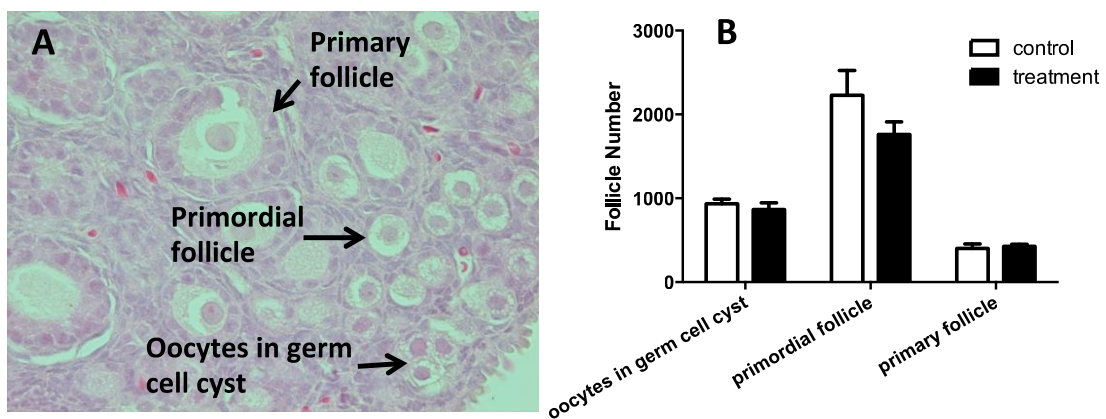 A
Primary
follicle
Primordial
follicle
Oocytes in germ
cell cyst
B
control
treatment
Follicle Number
3000
2000
1000
0
oocytes in germ cell cyst
primordial follicle
primary follicle